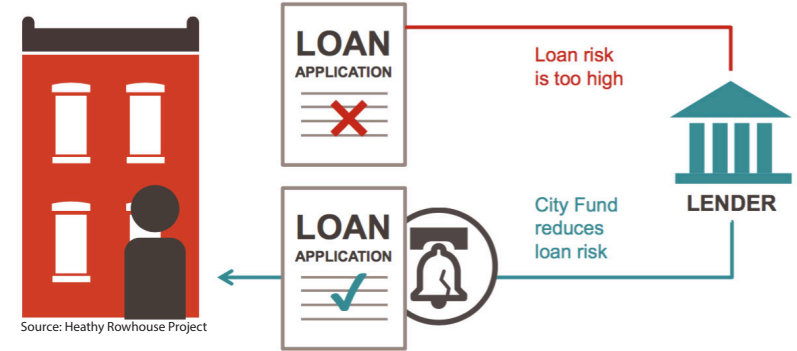 LOAN
APPLICATION
Loan risk
is too high
LENDER
LOAN
APPLICATION
City Fund
reduces
loan risk
Source: Heathy Rowhouse Project